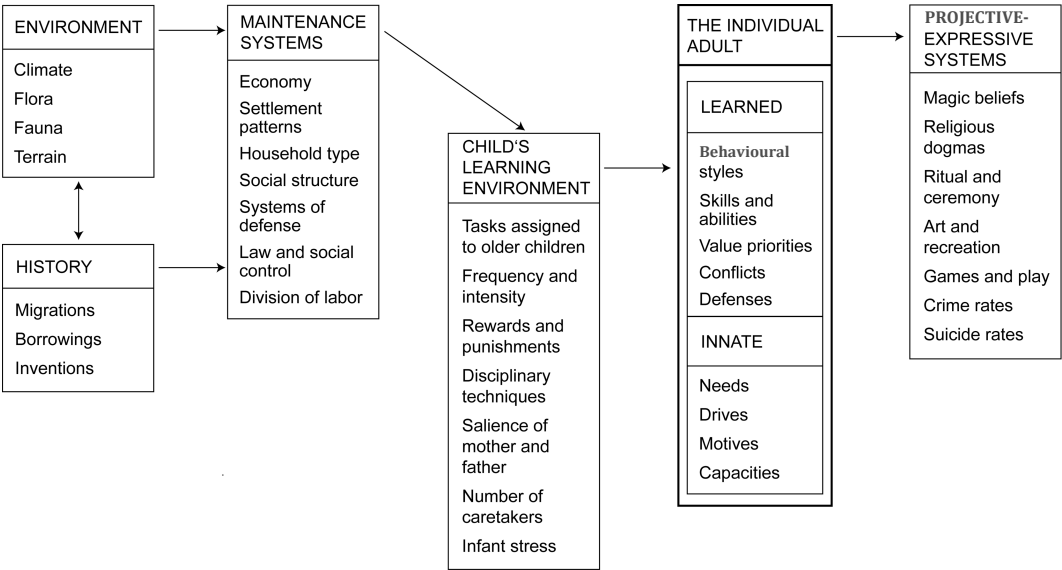 ENVIRONMENT
Climate
Flora
Fauna
Terrain
HISTORY
Migrations
Borrowings
Inventions
MAINTENANCE
SYSTEMS
Economy
Settlement
patterns
Household type
Social structure
Systems of
defense
Law and social
control
Division of labor
CHILD‘S
LEARNING
ENVIRONMENT
Tasks assigned
to older children
Frequency and
intensity
Rewards and
punishments
Disciplinary
techniques
Salience of
mother and
father
Number of
caretakers
Infant stress
THE INDIVIDUAL
ADULT
LEARNED
Behavioural
styles
Skills and
abilities
Value priorities
Conflicts
Defenses
INNATE
Needs
Drives
Motives
Capacities
PROJECTIVE-
EXPRESSIVE
SYSTEMS
Magic beliefs
Religious
dogmas
Ritual and
ceremony
Art and
recreation
Games and play
Crime rates
Suicide rates